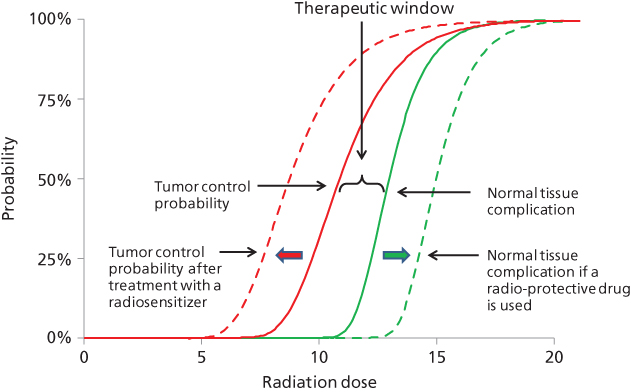 Therapeutic window
100%
75%
50%
25%
0%
Probability
Tumor control
probability
Normal tissue
complication
Tumor control
probability after
treatment with a
radiosensitizer
Normal tissue
complication if a
radio-protective drug
is used
0
5
10
15
20
Radiation dose